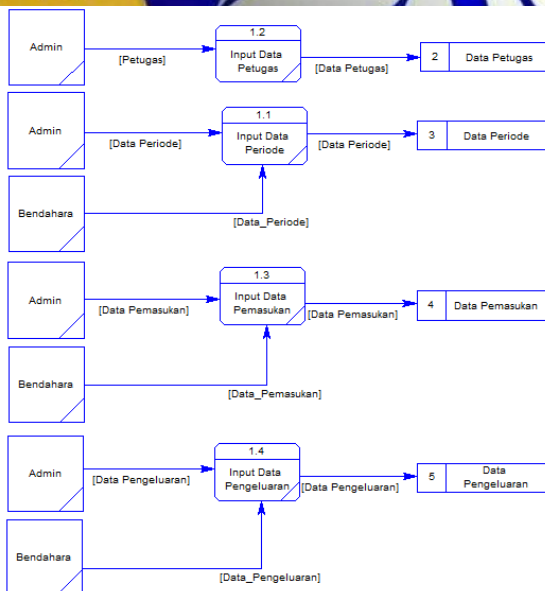 1.2
Admin
Input Data
Petugas
2
Data Petugas
[Petugas]
[Data Petugas]
1.1
Admin
Input Data
Periode
3
Data Periode
[Data Periode]
[Data Periode]
Bendahara
[Data_Periode]
1.3
Admin
Input Data
Pemasukan
4
Data Pemasukan
[Data Pemasukan]
[Data Pemasukan]
Bendahara
[Data_Pemasukan]
1.4
Admin
Input Data
Pengeluaran
5
Data
Pengeluaran
[Data Pengeluaran]
[Data Pengeluaran]
Bendahara
[Data_Pengeluaran]